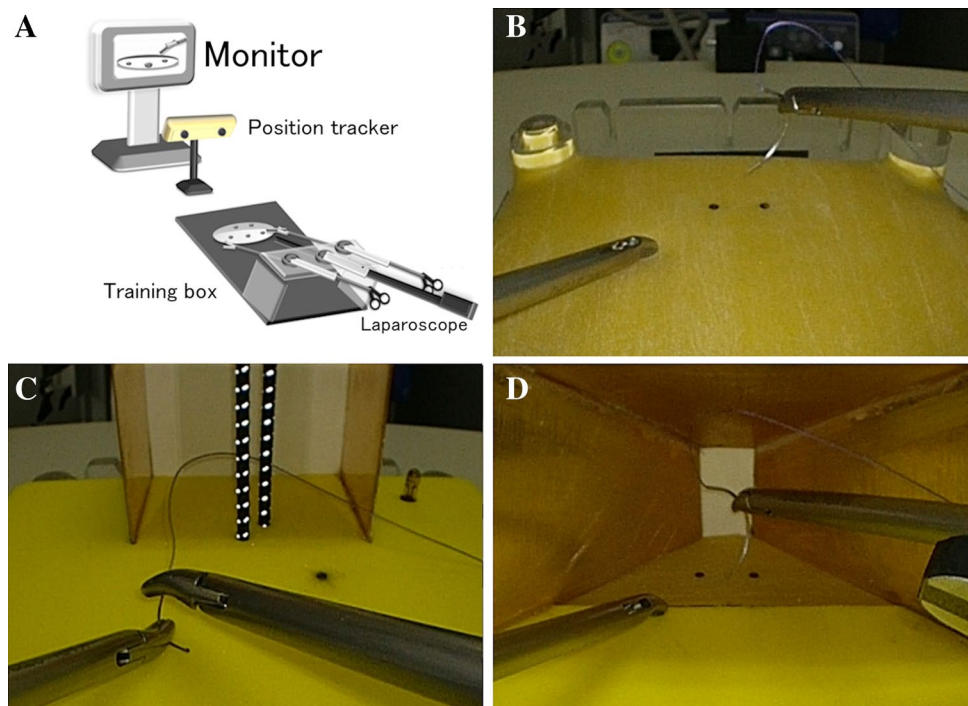 A
Monitor
Position tracker
Training box
Laparoscope
B
C
D